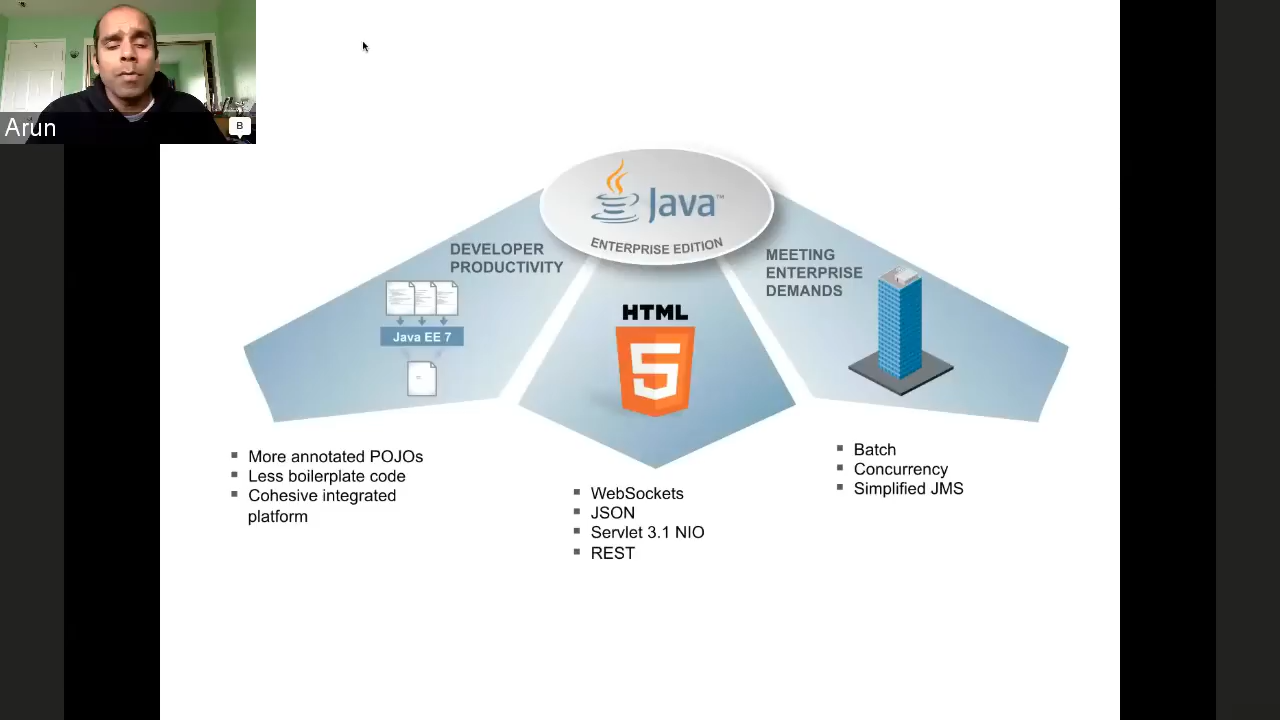 Arun
B
Java™
ENTERPRISE EDITION
DEVELOPER
PRODUCTIVITY
Java EE 7
HTML
5
MEETING
ENTERPRISE
DEMANDS
▪ More annotated POJOs
▪ Less boilerplate code
▪ Cohesive integrated
platform
▪ WebSockets
▪ JSON
▪ Servlet 3.1 NIO
▪ REST
▪ Batch
▪ Concurrency
▪ Simplified JMS